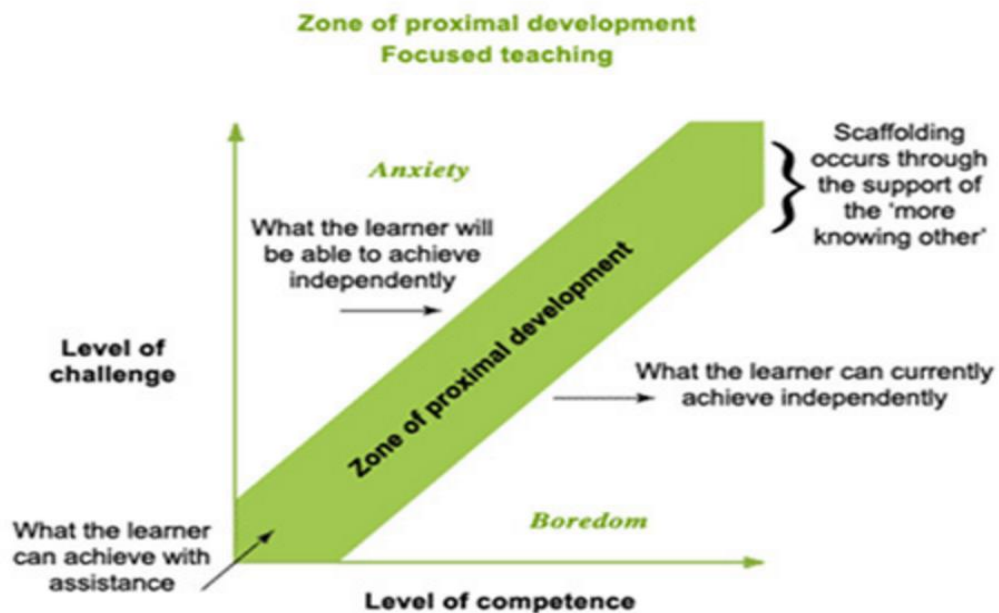 Zone of proximal development
Focused teaching
Anxiety
What the learner will
be able to achieve
independently
Scaffolding
occurs through
the support of
the 'more
knowing other'
Zone of proximal development
Level of
challenge
What the learner can currently
achieve independently
Boredom
What the learner
can achieve with
assistance
Level of competence